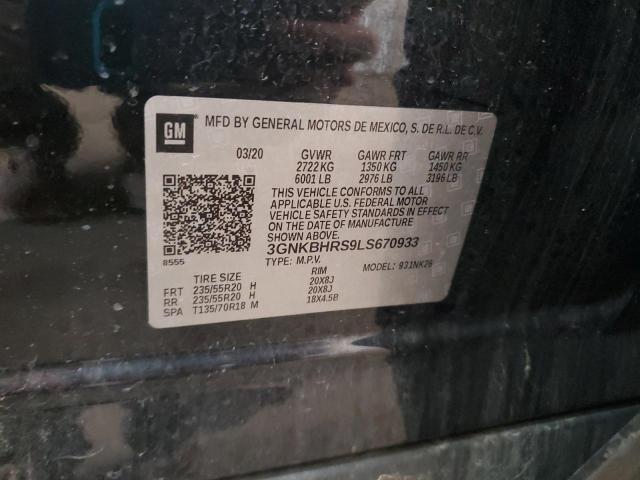 GM MFD BY GENERAL MOTORS DE MEXICO, S. DE R.L. DE C.V.
03/20 GVWR GAWR FRT GAWR RR
2722 KG 1350 KG 1450 KG
6001 LB 2976 LB 3196 LB
THIS VEHICLE CONFORMS TO ALL
APPLICABLE U.S. FEDERAL MOTOR
VEHICLE SAFETY STANDARDS IN EFFECT
ON THE DATE OF MANUFACTURE
SHOWN ABOVE.
3GNKBHRS9LS670933
8555 TYPE: M.P.V. MODEL: 931NK26
TIRE SIZE RIM
FRT 235/55R20 H 20X8J
RR 235/55R20 H 20X8J
SPA T135/70R18 M 18X4.5B